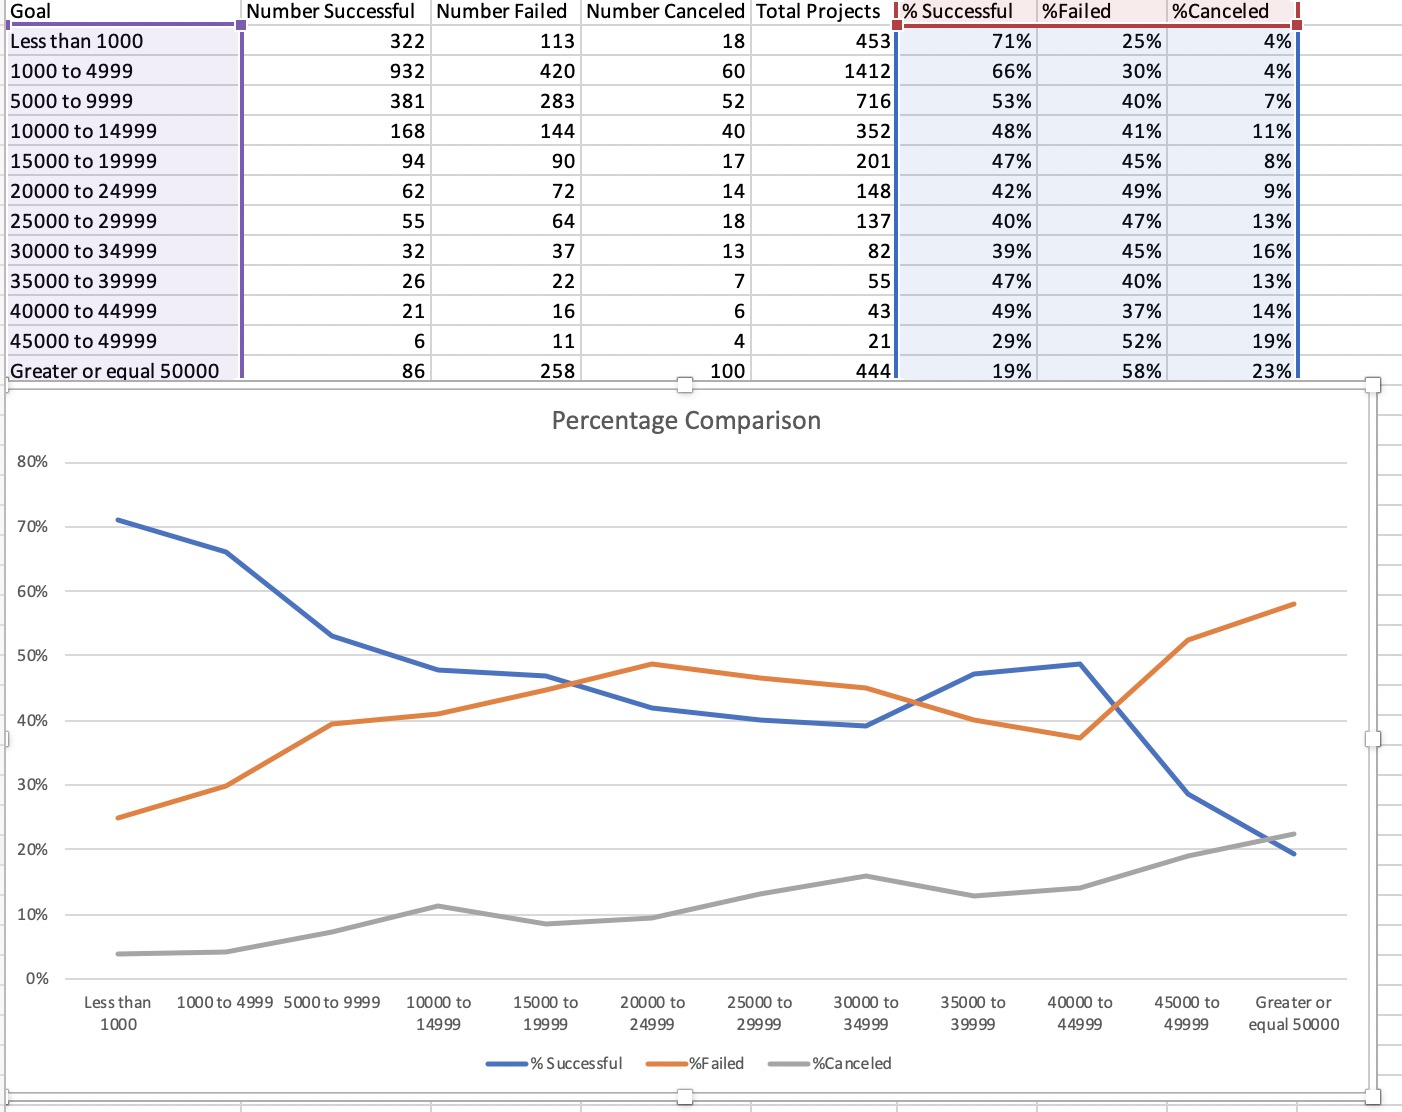 Goal Number Successful Number Failed Number Canceled Total Projects % Successful %Failed %Canceled
Less than 1000 322 113 18 453 71% 25% 4%
1000 to 4999 932 420 60 1412 66% 30% 4%
5000 to 9999 381 283 52 716 53% 40% 7%
10000 to 14999 168 144 40 352 48% 41% 11%
15000 to 19999 94 90 17 201 47% 45% 8%
20000 to 24999 62 72 14 148 42% 49% 9%
25000 to 29999 55 64 18 137 40% 47% 13%
30000 to 34999 32 37 13 82 39% 45% 16%
35000 to 39999 26 22 7 55 47% 40% 13%
40000 to 44999 21 16 6 43 49% 37% 14%
45000 to 49999 6 11 4 21 29% 52% 19%
Greater or equal 50000 86 258 100 444 19% 58% 23%
Percentage Comparison
80%
70%
60%
50%
40%
30%
20%
10%
0%
Less than 1000 to 4999 5000 to 9999 10000 to 15000 to 20000 to 25000 to 30000 to 35000 to 40000 to 45000 to Greater or
1000 14999 19999 24999 29999 34999 39999 44999 49999 equal 50000
% Successful %Failed %Canceled